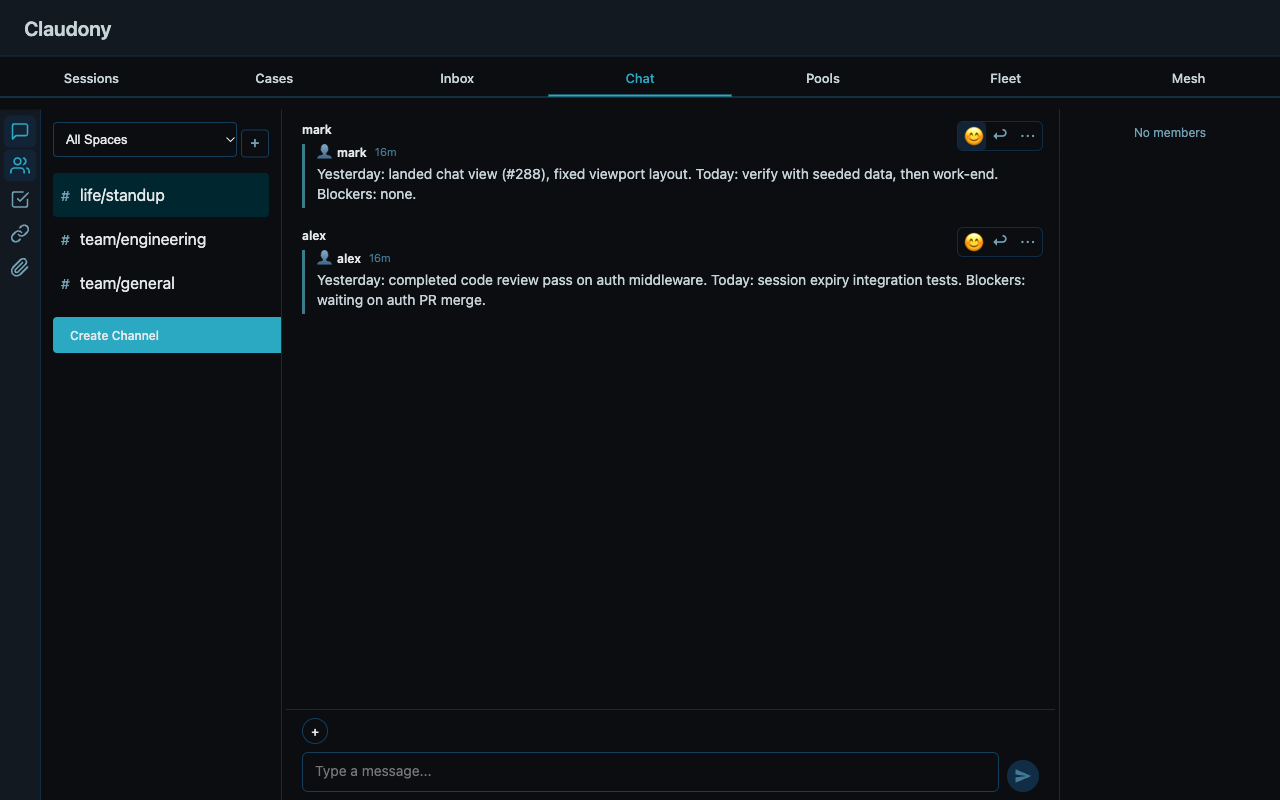 Claudony
Sessions
Cases
Inbox
Chat
Pools
Fleet
Mesh
All Spaces
+
# life/standup
# team/engineering
# team/general
Create Channel
mark
mark 16m
Yesterday: landed chat view (#288), fixed viewport layout. Today: verify with seeded data, then work-end.
Blockers: none.
alex
alex 16m
Yesterday: completed code review pass on auth middleware. Today: session expiry integration tests. Blockers:
waiting on auth PR merge.
+
Type a message...
No members